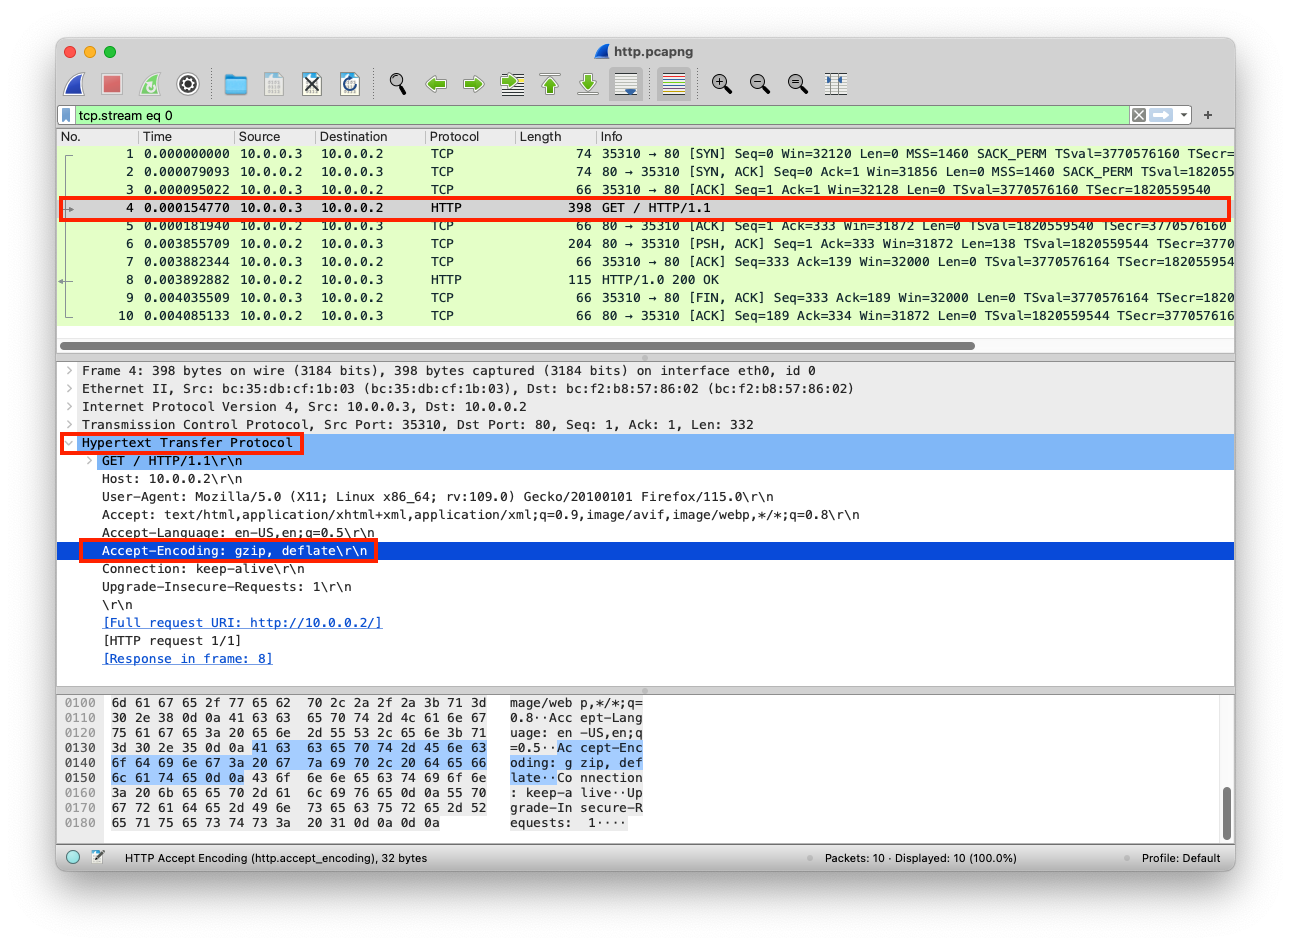 http.pcapng
tcp.stream eq 0
No. Time Source Destination Protocol Length Info
1 0.000000000 10.0.0.3 10.0.0.2 TCP 74 35310 → 80 [SYN] Seq=0 Win=32120 Len=0 MSS=1460 SACK_PERM TSval=3770576160 TSecr=
2 0.000079093 10.0.0.2 10.0.0.3 TCP 74 80 → 35310 [SYN, ACK] Seq=0 Ack=1 Win=31856 Len=0 MSS=1460 SACK_PERM TSval=182055
3 0.000095022 10.0.0.3 10.0.0.2 TCP 66 35310 → 80 [ACK] Seq=1 Ack=1 Win=32128 Len=0 TSval=3770576160 TSecr=1820559540
4 0.000154770 10.0.0.3 10.0.0.2 HTTP 398 GET / HTTP/1.1
5 0.000181940 10.0.0.2 10.0.0.3 TCP 66 80 → 35310 [ACK] Seq=1 Ack=333 Win=31872 Len=0 TSval=1820559540 TSecr=3770576160
6 0.003855709 10.0.0.2 10.0.0.3 TCP 204 80 → 35310 [PSH, ACK] Seq=1 Ack=333 Win=31872 Len=138 TSval=1820559544 TSecr=3770
7 0.003882344 10.0.0.3 10.0.0.2 TCP 66 35310 → 80 [ACK] Seq=333 Ack=139 Win=32000 Len=0 TSval=3770576164 TSecr=182055954
8 0.003892882 10.0.0.2 10.0.0.3 HTTP 115 HTTP/1.0 200 OK
9 0.004035509 10.0.0.3 10.0.0.2 TCP 66 35310 → 80 [FIN, ACK] Seq=333 Ack=189 Win=32000 Len=0 TSval=3770576164 TSecr=1820
10 0.004085133 10.0.0.2 10.0.0.3 TCP 66 80 → 35310 [ACK] Seq=189 Ack=334 Win=31872 Len=0 TSval=1820559544 TSecr=377057616
Frame 4: 398 bytes on wire (3184 bits), 398 bytes captured (3184 bits) on interface eth0, id 0
Ethernet II, Src: bc:35:db:cf:1b:03 (bc:35:db:cf:1b:03), Dst: bc:f2:b8:57:86:02 (bc:f2:b8:57:86:02)
Internet Protocol Version 4, Src: 10.0.0.3, Dst: 10.0.0.2
Transmission Control Protocol, Src Port: 35310, Dst Port: 80, Seq: 1, Ack: 1, Len: 332
Hypertext Transfer Protocol
GET / HTTP/1.1\r\n
Host: 10.0.0.2\r\n
User-Agent: Mozilla/5.0 (X11; Linux x86_64; rv:109.0) Gecko/20100101 Firefox/115.0\r\n
Accept: text/html,application/xhtml+xml,application/xml;q=0.9,image/avif,image/webp,*/*;q=0.8\r\n
Accept-Language: en-US,en;q=0.5\r\n
Accept-Encoding: gzip, deflate\r\n
Connection: keep-alive\r\n
Upgrade-Insecure-Requests: 1\r\n
\r\n
[Full request URI: http://10.0.0.2/]
[HTTP request 1/1]
[Response in frame: 8]
0100 6d 61 67 65 2f 77 65 62 70 2c 2a 2f 2a 3b 71 3d mage/web p,*/*;q=
0110 30 2e 38 0d 0a 41 63 63 65 70 74 2d 4c 61 6e 67 0.8··Acc ept-Lang
0120 75 61 67 65 3a 20 65 6e 2d 55 53 2c 65 6e 3b 71 uage: en -US,en;q
0130 3d 30 2e 35 0d 0a 41 63 63 65 70 74 2d 45 6e 63 =0.5··Ac cept-Enc
0140 6f 64 69 6e 67 3a 20 67 7a 69 70 2c 20 64 65 66 oding: g zip, def
0150 6c 61 74 65 0d 0a 43 6f 6e 6e 65 63 74 69 6f 6e late··Co nnection
0160 3a 20 6b 65 65 70 2d 61 6c 69 76 65 0d 0a 55 70 : keep-a live··Up
0170 67 72 61 64 65 2d 49 6e 73 65 63 75 72 65 2d 52 grade-In secure-R
0180 65 71 75 65 73 74 73 3a 20 31 0d 0a 0d 0a equests: 1····
HTTP Accept Encoding (http.accept_encoding), 32 bytes
Packets: 10 · Displayed: 10 (100.0%)
Profile: Default